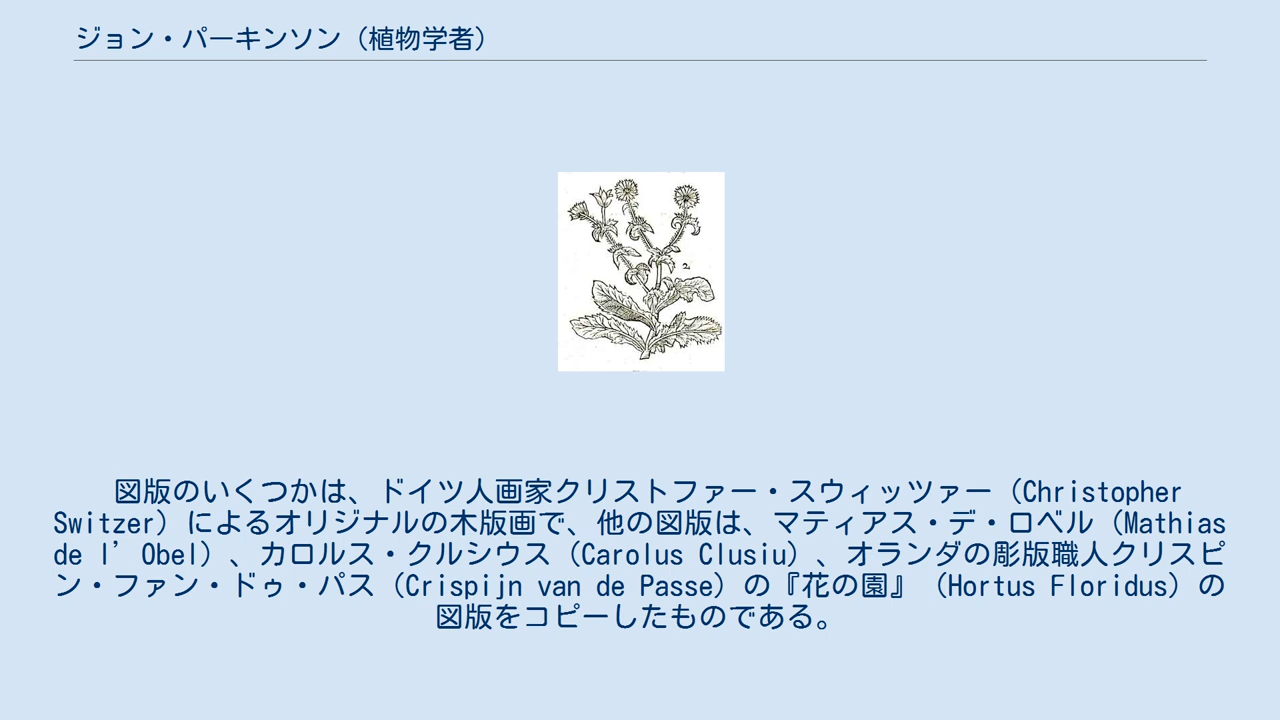 ジョン・パーキンソン（植物学者）
2
図版のいくつかは、ドイツ人画家クリストファー・スウィッツァー（Christopher
Switzer）によるオリジナルの木版画で、他の図版は、マティアス・デ・ロベル（Mathias
de l’Obel）、カロルス・クルシウス（Carolus Clusiu）、オランダの彫版職人クリスピ
ン・ファン・ドゥ・パス（Crispijn van de Passe）の『花の園』（Hortus Floridus）の
図版をコピーしたものである。